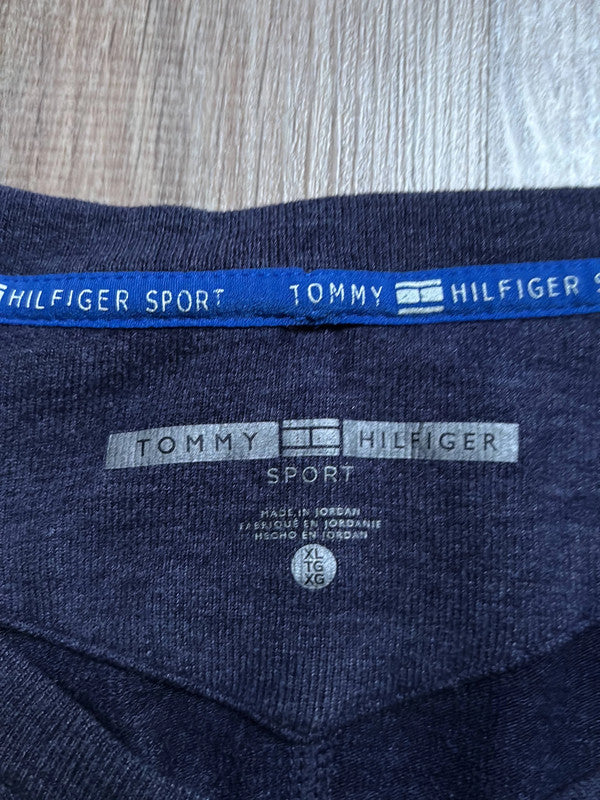 HILFIGER SPORT TOMMY HILFIGER S
TOMMY HILFIGER
SPORT
MADE IN JORDAN
FABRIQUÉ EN JORDANIE
HECHO EN JORDAN
XL
TG
XG